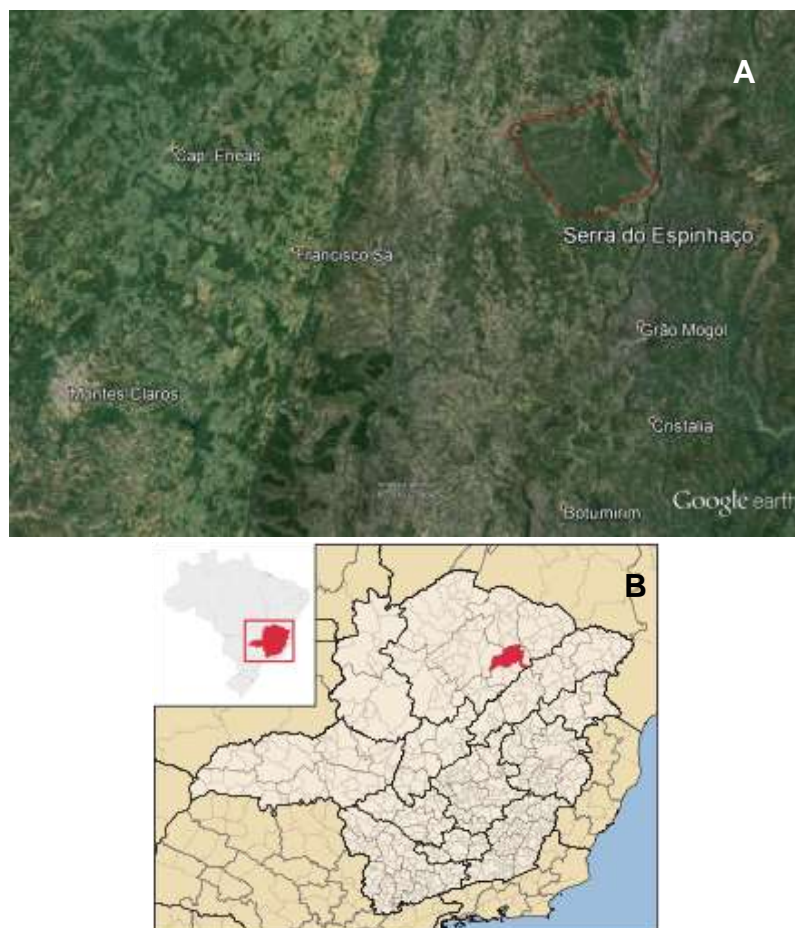 A
Cap. Enéas
Serra do Espinhaço
Francisco Sá
Grão Mogol
Montes Claros
Cristália
Botumirim
Google earth
B